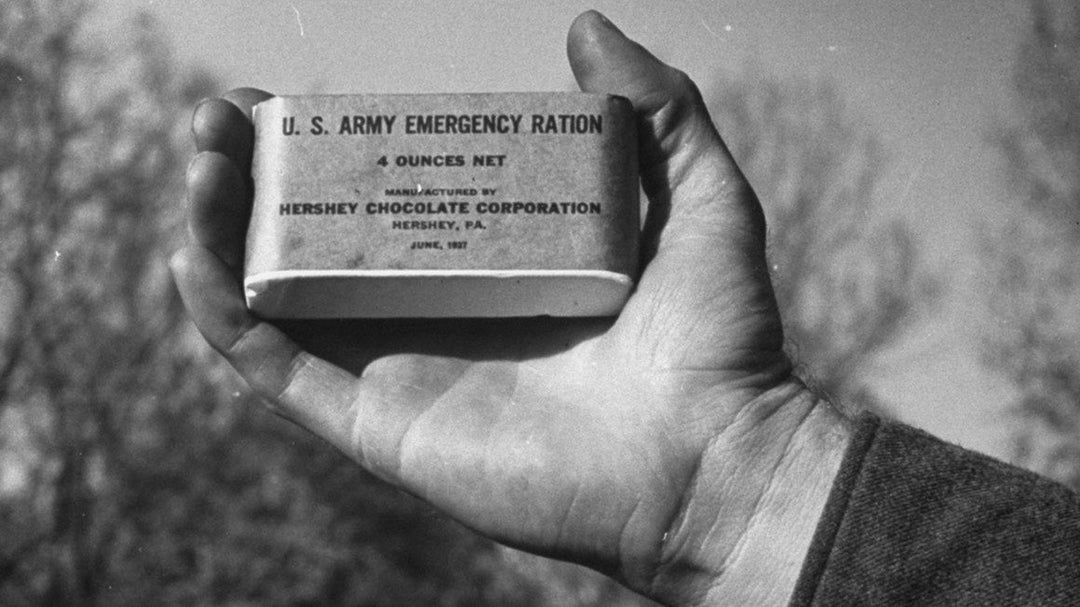 U. S. ARMY EMERGENCY RATION
4 OUNCES NET
MANUFACTURED BY
HERSHEY CHOCOLATE CORPORATION
HERSHEY, PA.
JUNE, 1937